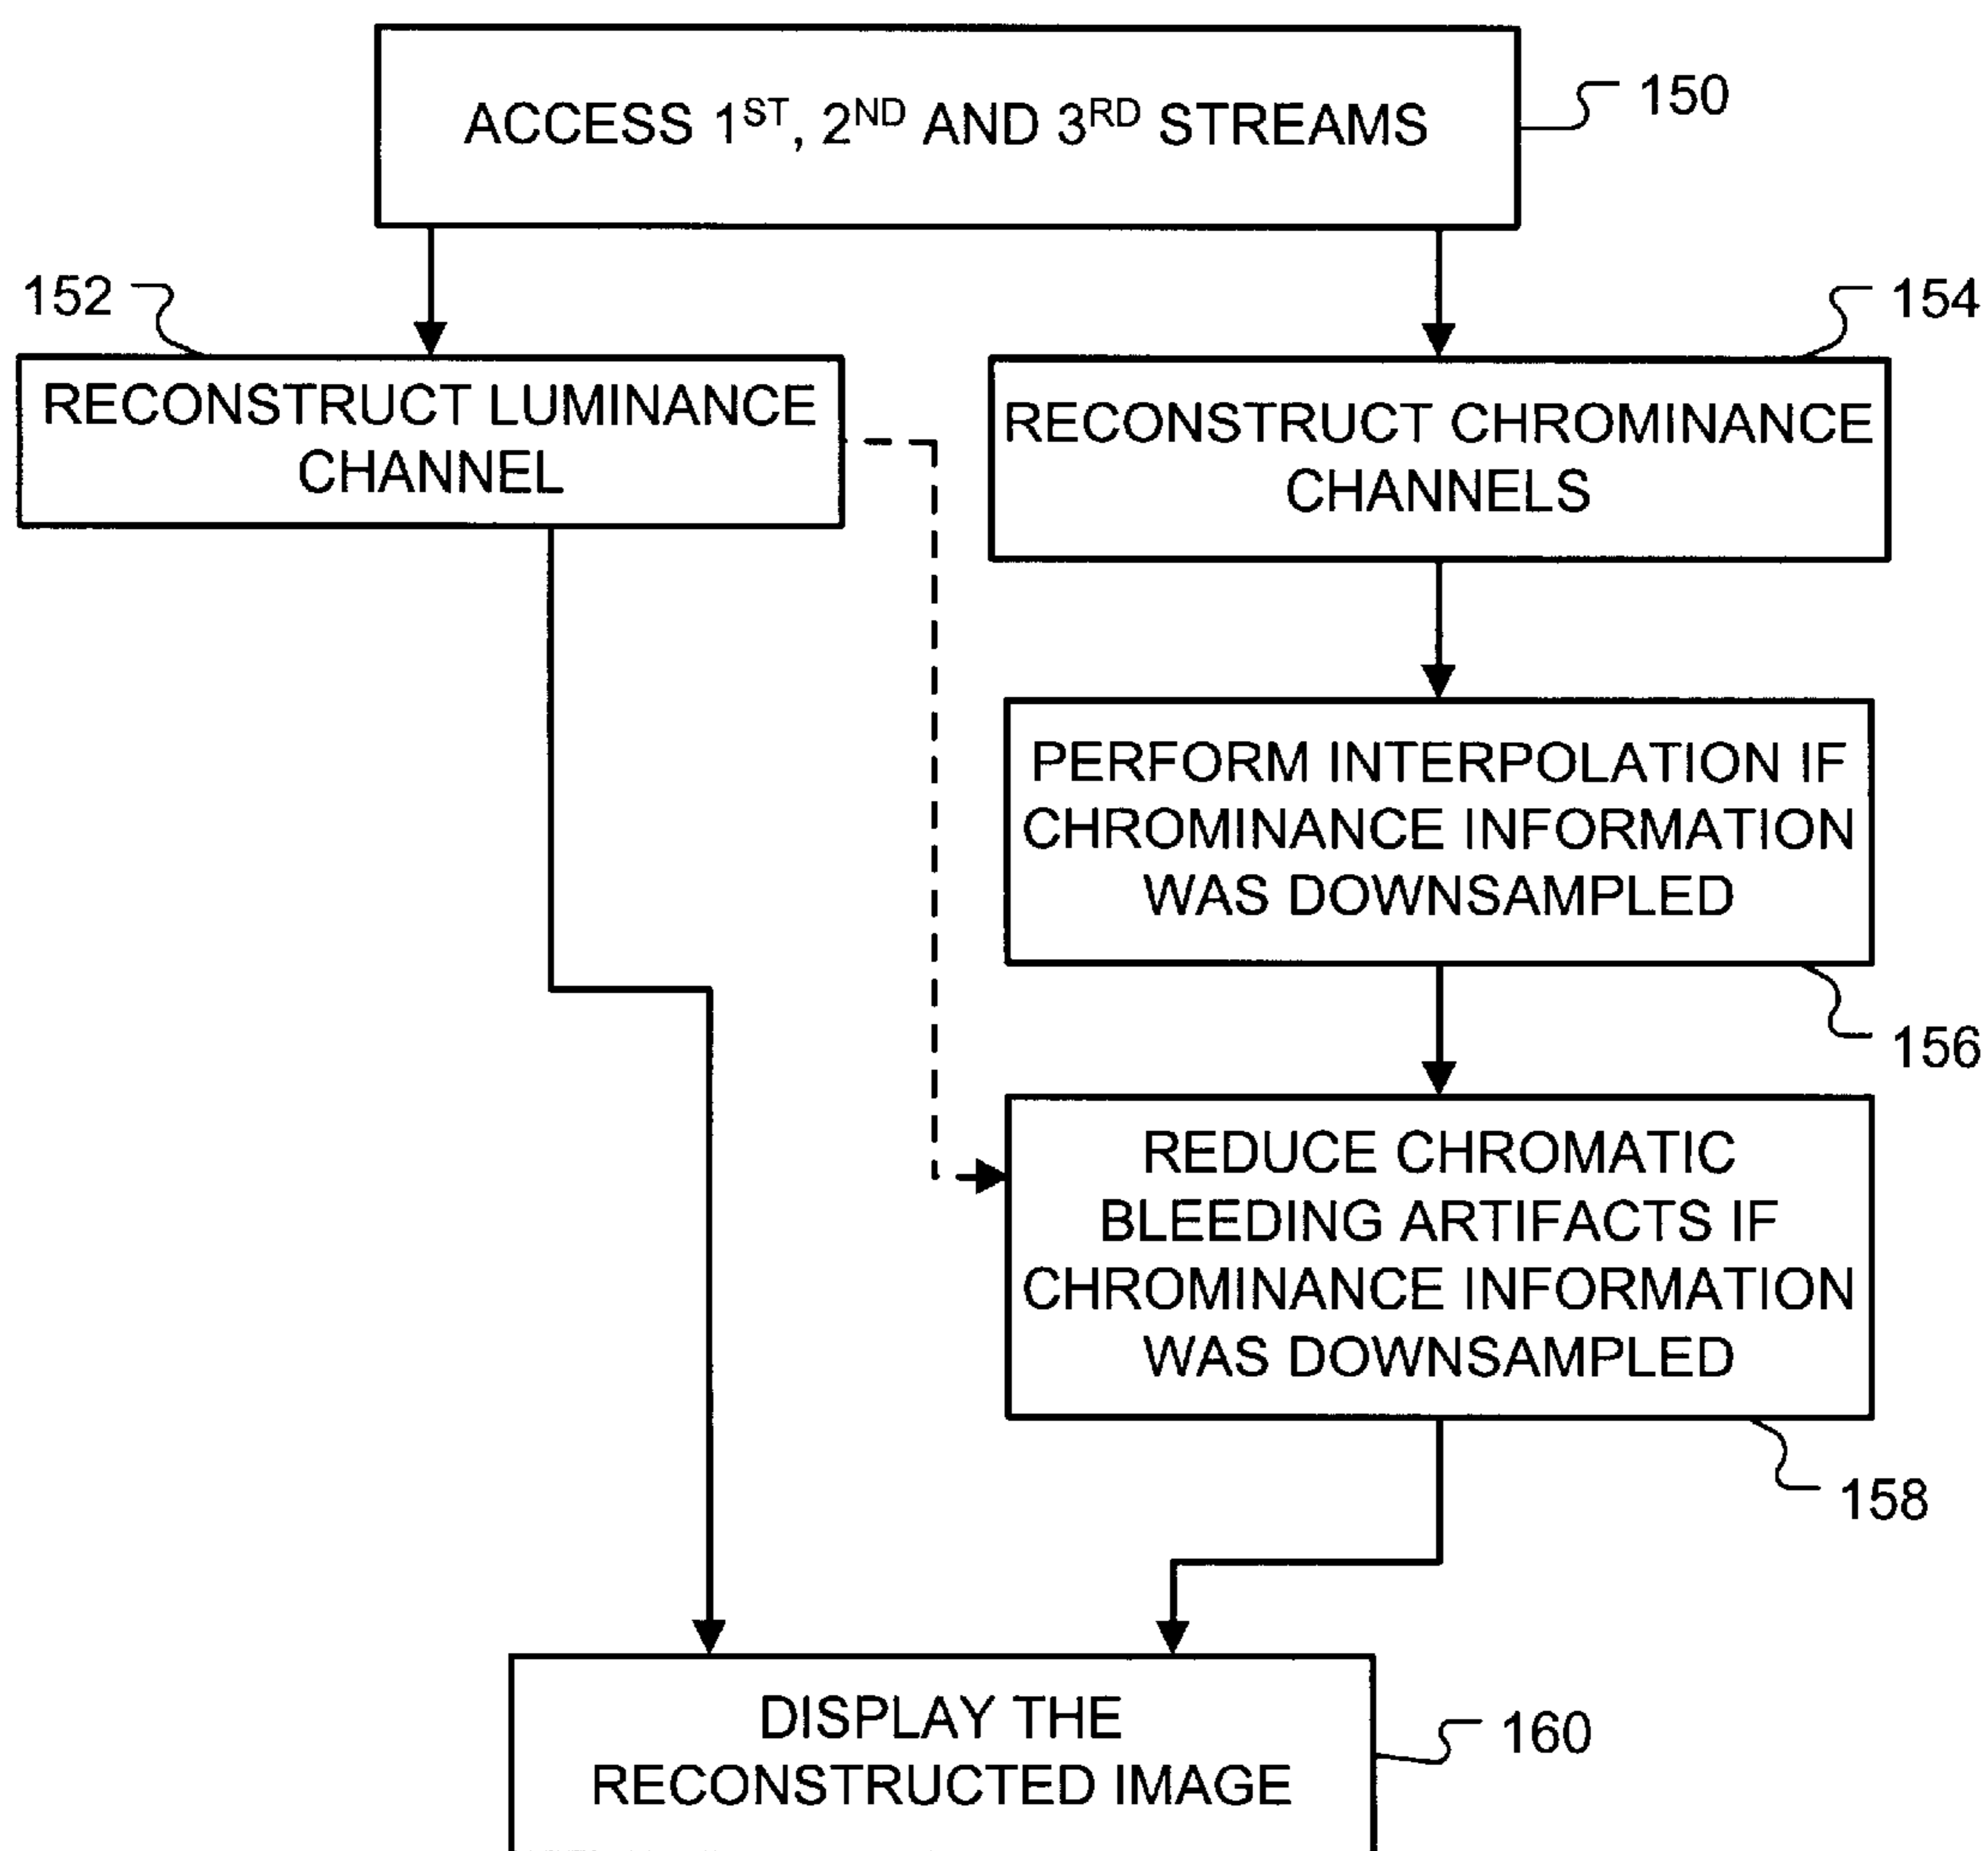 ACCESS 1ST, 2ND AND 3RD STREAMS
150
152
154
RECONSTRUCT LUMINANCE
CHANNEL
RECONSTRUCT CHROMINANCE
CHANNELS
PERFORM INTERPOLATION IF
CHROMINANCE INFORMATION
WAS DOWNSAMPLED
156
REDUCE CHROMATIC
BLEEDING ARTIFACTS IF
CHROMINANCE INFORMATION
WAS DOWNSAMPLED
158
DISPLAY THE
RECONSTRUCTED IMAGE
160